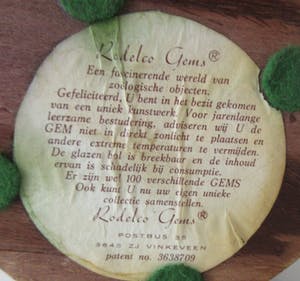 Rodelco Gems®
Een fascinerende wereld van
zoölogische objecten.
Gefeliciteerd, U bent in het bezit gekomen
van een uniek kunstwerk. Voor jarenlange
leerzame bestudering, adviseren wij U de
GEM niet in direkt zonlicht te plaatsen en
andere extreme temperaturen te vermijden.
De glazen bol is breekbaar en de inhoud
ervan is schadelijk bij consumptie.
Er zijn wel 100 verschillende GEMS
Ook kunt U nu uw eigen unieke
collectie samenstellen.
Rodelco Gems®
POSTBUS 35
3645 ZJ VINKEVEEN
patent no. 3638709